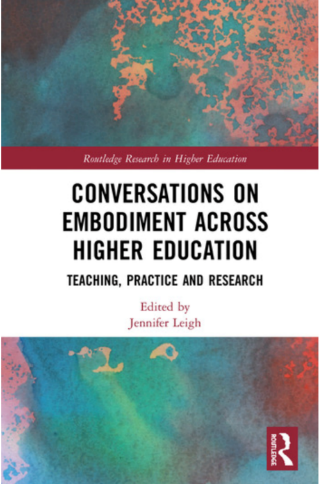 Routledge Research in Higher Education
CONVERSATIONS ON
EMBODIMENT ACROSS
HIGHER EDUCATION
TEACHING, PRACTICE AND RESEARCH
Edited by
Jennifer Leigh
ROUTLEDGE